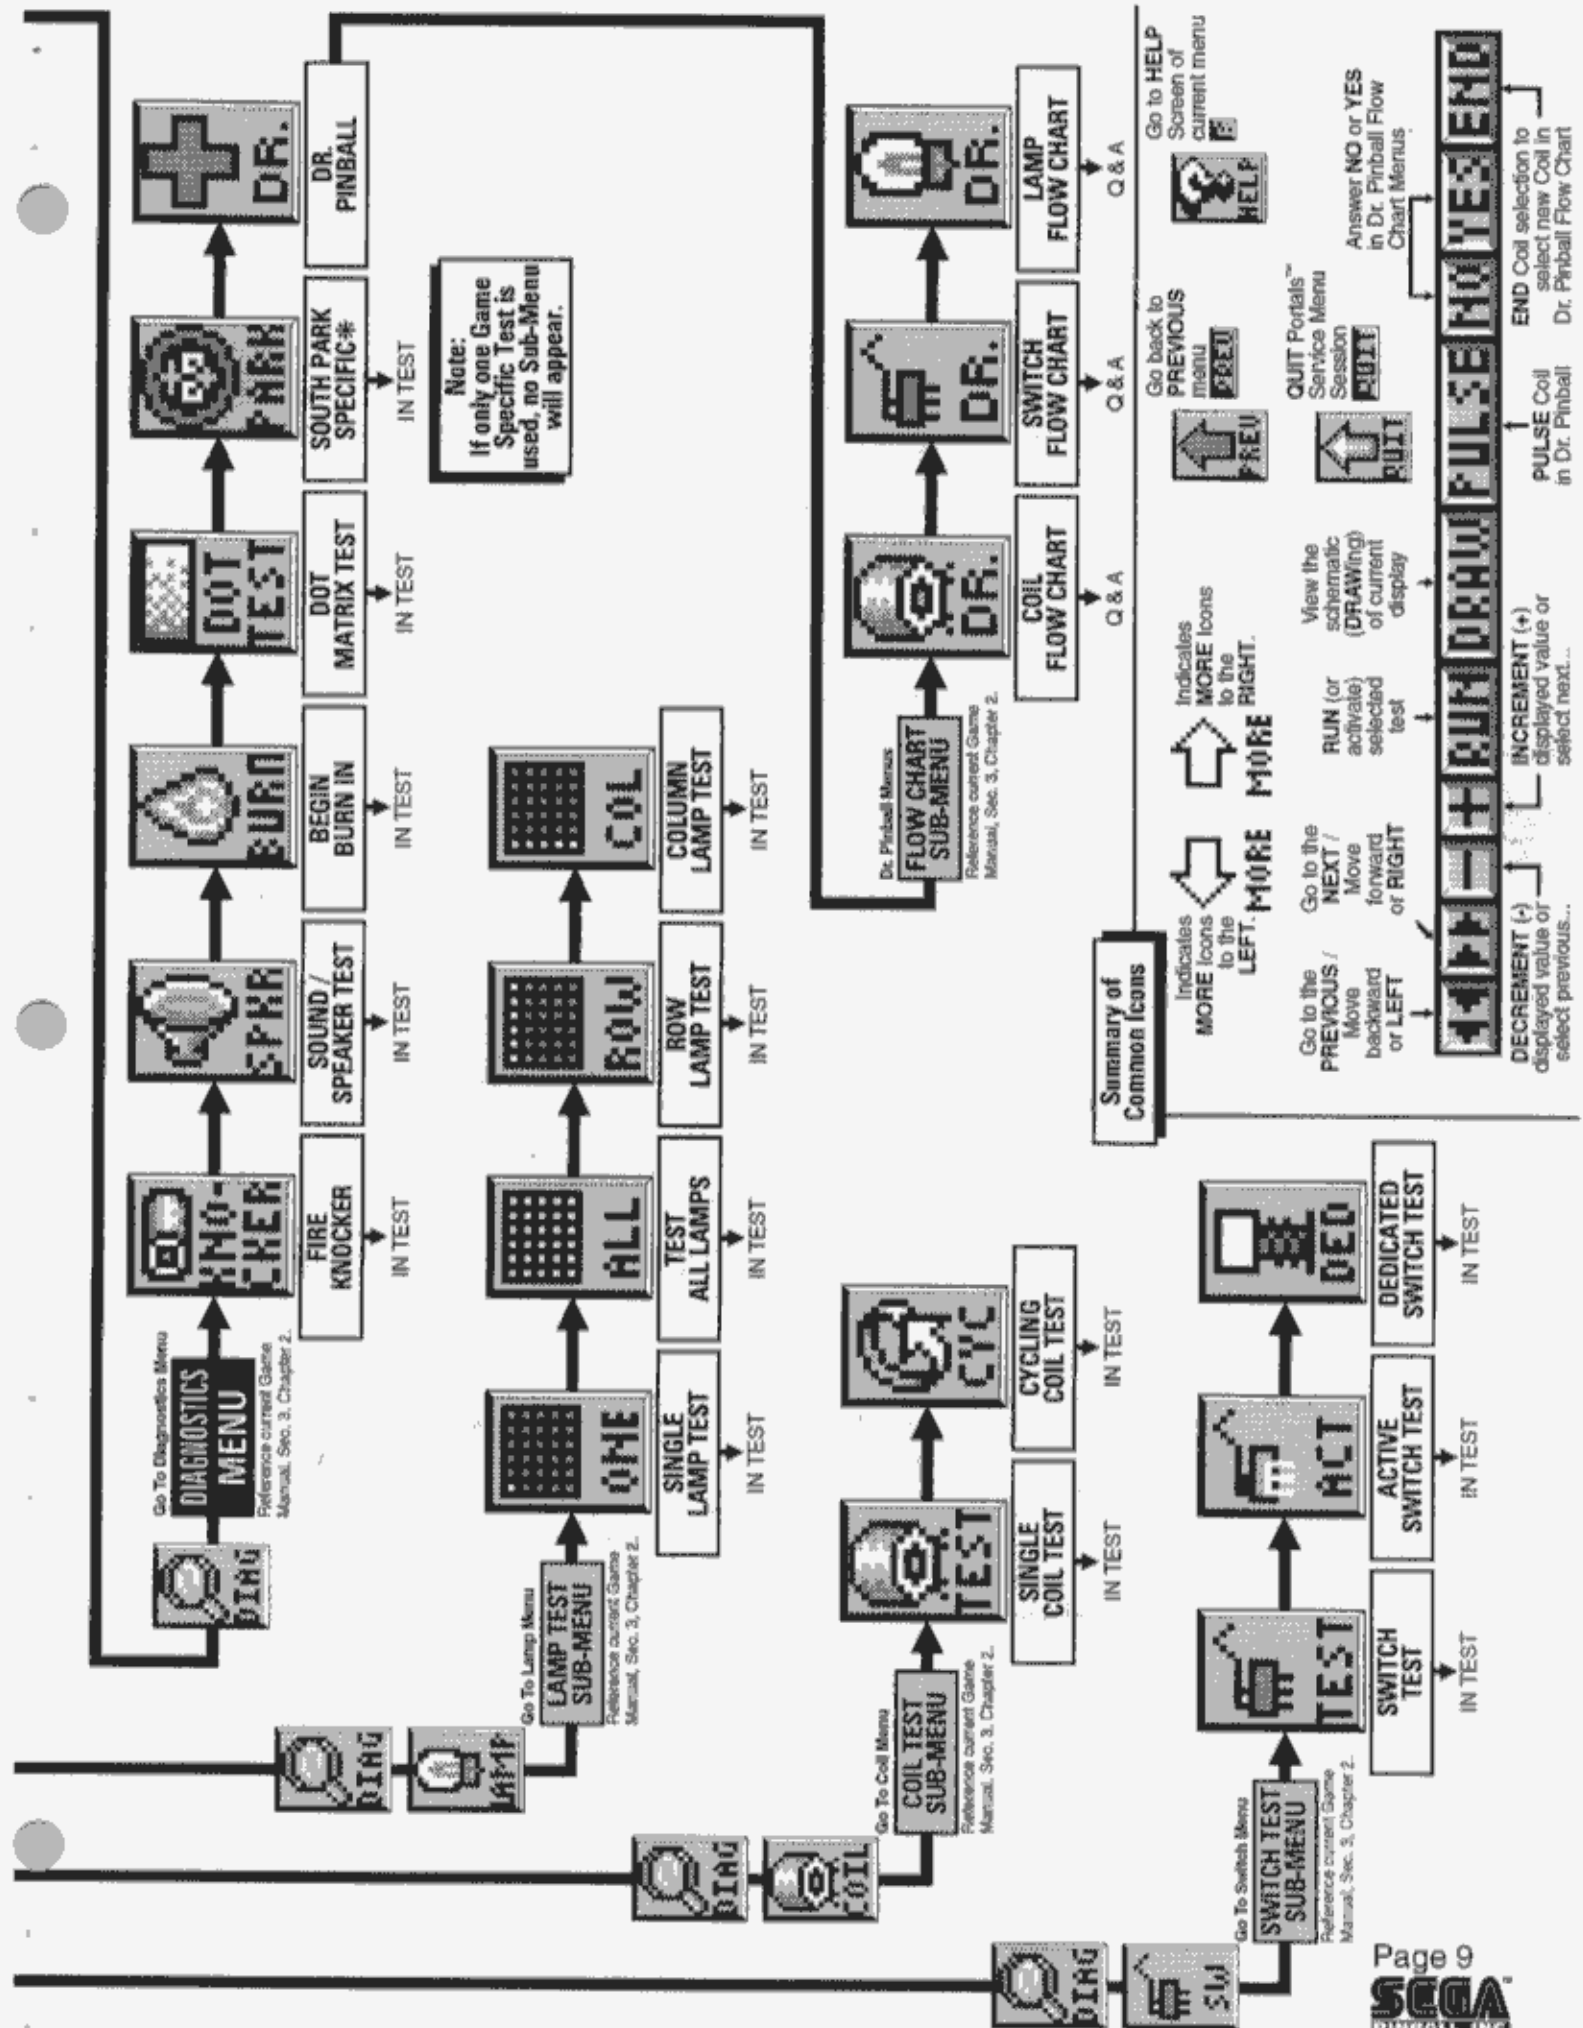 DIAG
Go To Diagnostics Menu
DIAGNOSTICS
MENU
Reference current Game
Manual, Sec. 3, Chapter 2.
KNO-
CKER
FIRE
KNOCKER
IN TEST
SPKR
SOUND /
SPEAKER TEST
IN TEST
BURN
BEGIN
BURN IN
IN TEST
DOT
TEST
DOT
MATRIX TEST
IN TEST
PARK
SOUTH PARK
SPECIFIC*
IN TEST
DR.
DR.
PINBALL
Note:
If only one Game
Specific Test is
used, no Sub-Menu
will appear.
DIAG
LAMP
Go To Lamp Menu
LAMP TEST
SUB-MENU
Reference current Game
Manual, Sec. 3, Chapter 2.
ONE
SINGLE
LAMP TEST
IN TEST
ALL
TEST
ALL LAMPS
IN TEST
ROW
ROW
LAMP TEST
IN TEST
COL
COLUMN
LAMP TEST
IN TEST
DIAG
COIL
Go To Coil Menu
COIL TEST
SUB-MENU
Reference current Game
Manual, Sec. 3, Chapter 2.
TEST
SINGLE
COIL TEST
IN TEST
CYC
CYCLING
COIL TEST
IN TEST
Dr. Pinball Menus
FLOW CHART
SUB-MENU
Reference current Game
Manual, Sec. 3, Chapter 2.
DR.
COIL
FLOW CHART
Q & A
DR.
SWITCH
FLOW CHART
Q & A
DR.
LAMP
FLOW CHART
Q & A
DIAG
SW
Go To Switch Menu
SWITCH TEST
SUB-MENU
Reference current Game
Manual, Sec. 3, Chapter 2.
TEST
SWITCH
TEST
IN TEST
ACT
ACTIVE
SWITCH TEST
IN TEST
DED
DEDICATED
SWITCH TEST
IN TEST
Summary of
Common Icons
Indicates
MORE Icons
to the
LEFT.
MORE
Indicates
MORE Icons
to the
RIGHT.
MORE
PREV
Go back to
PREVIOUS
menu
PREV
HELP
Go to HELP
Screen of
current menu
QUIT
QUIT Portals™
Service Menu
Session
QUIT
Go to the
PREVIOUS /
Move
backward
or LEFT
Go to the
NEXT /
Move
forward
or RIGHT
RUN (or
activate)
selected
test
View the
schematic
(DRAWing)
of current
display
Answer NO or YES
in Dr. Pinball Flow
Chart Menus
- + RUN DRAW PULSE NO YES END
DECREMENT (-)
displayed value or
select previous...
INCREMENT (+)
displayed value or
select next...
PULSE Coil
in Dr. Pinball
END Coil selection to
select new Coil in
Dr. Pinball Flow Chart
Page 9
SEGA™